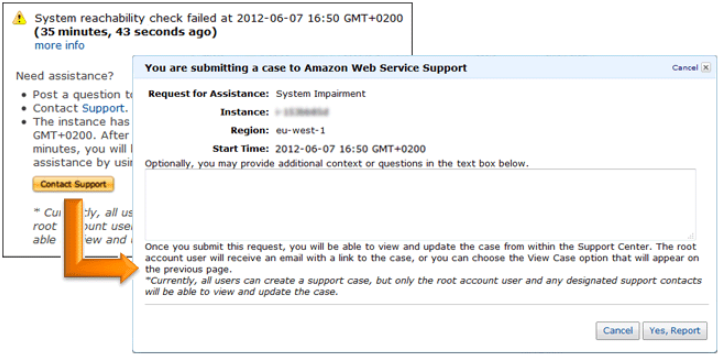 System reachability check failed at 2012-06-07 16:50 GMT+0200
(35 minutes, 43 seconds ago)
more info
Need assistance?
• Post a question to
• Contact Support.
• The instance has
GMT+0200. After
minutes, you will
assistance by usin
Contact Support
* Currently, all use
root account user
able view and u
You are submitting a case to Amazon Web Service Support
Cancel
Request for Assistance: System Impairment
Instance:
Region: eu-west-1
Start Time: 2012-06-07 16:50 GMT+0200
Optionally, you may provide additional context or questions in the text box below.
Once you submit this request, you will be able to view and update the case from within the Support Center. The root
account user will receive an email with a link to the case, or you can choose the View Case option that will appear on
the previous page.
*Currently, all users can create a support case, but only the root account user and any designated support contacts
will be able to view and update the case.
Cancel
Yes, Report